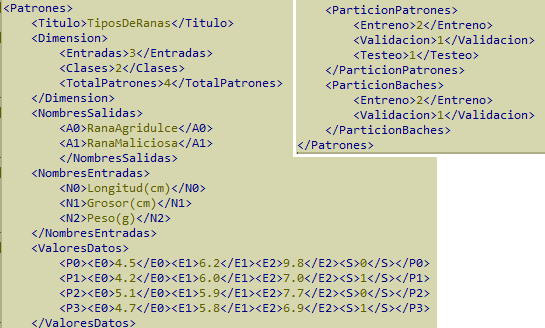 <Patrones>
<Titulo>TiposDeRanas</Titulo>
<Dimension>
<Entradas>3</Entradas>
<Clases>2</Clases>
<TotalPatrones>4</TotalPatrones>
</Dimension>
<NombresSalidas>
<A0>RanaAgridulce</A0>
<A1>RanaMaliciosa</A1>
</NombresSalidas>
<NombresEntradas>
<N0>Longitud(cm)</N0>
<N1>Grosor(cm)</N1>
<N2>Peso(g)</N2>
</NombresEntradas>
<ValoresDatos>
<P0><E0>4.5</E0><E1>6.2</E1><E2>9.8</E2><S>0</S></P0>
<P1><E0>4.2</E0><E1>6.0</E1><E2>7.0</E2><S>1</S></P1>
<P2><E0>5.1</E0><E1>5.9</E1><E2>7.7</E2><S>0</S></P2>
<P3><E0>4.7</E0><E1>5.8</E1><E2>6.9</E2><S>1</S></P3>
</ValoresDatos>
<ParticionPatrones>
<Entreno>2</Entreno>
<Validacion>1</Validacion>
<Testeo>1</Testeo>
</ParticionPatrones>
<ParticionBaches>
<Entreno>2</Entreno>
<Validacion>1</Validacion>
</ParticionBaches>
</Patrones>